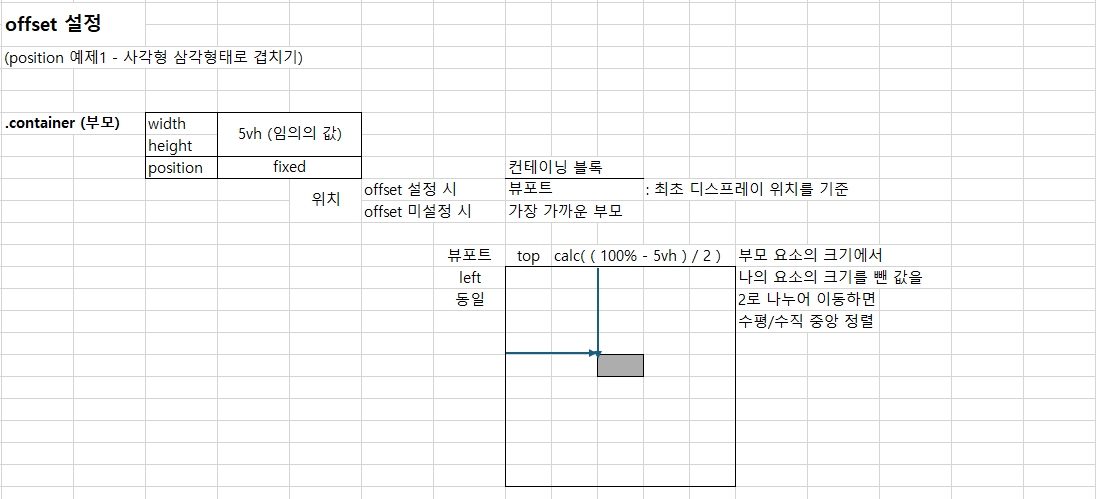 offset 설정
(position 예제1 - 사각형 삼각형태로 겹치기)
.container (부모)
width
height
5vh (임의의 값)
position
fixed
컨테이닝 블록
위치
offset 설정 시
뷰포트
: 최초 디스프레이 위치를 기준
offset 미설정 시
가장 가까운 부모
뷰포트
top
calc( ( 100% - 5vh ) / 2 )
부모 요소의 크기에서
left
나의 요소의 크기를 뺀 값을
동일
2로 나누어 이동하면
수평/수직 중앙 정렬